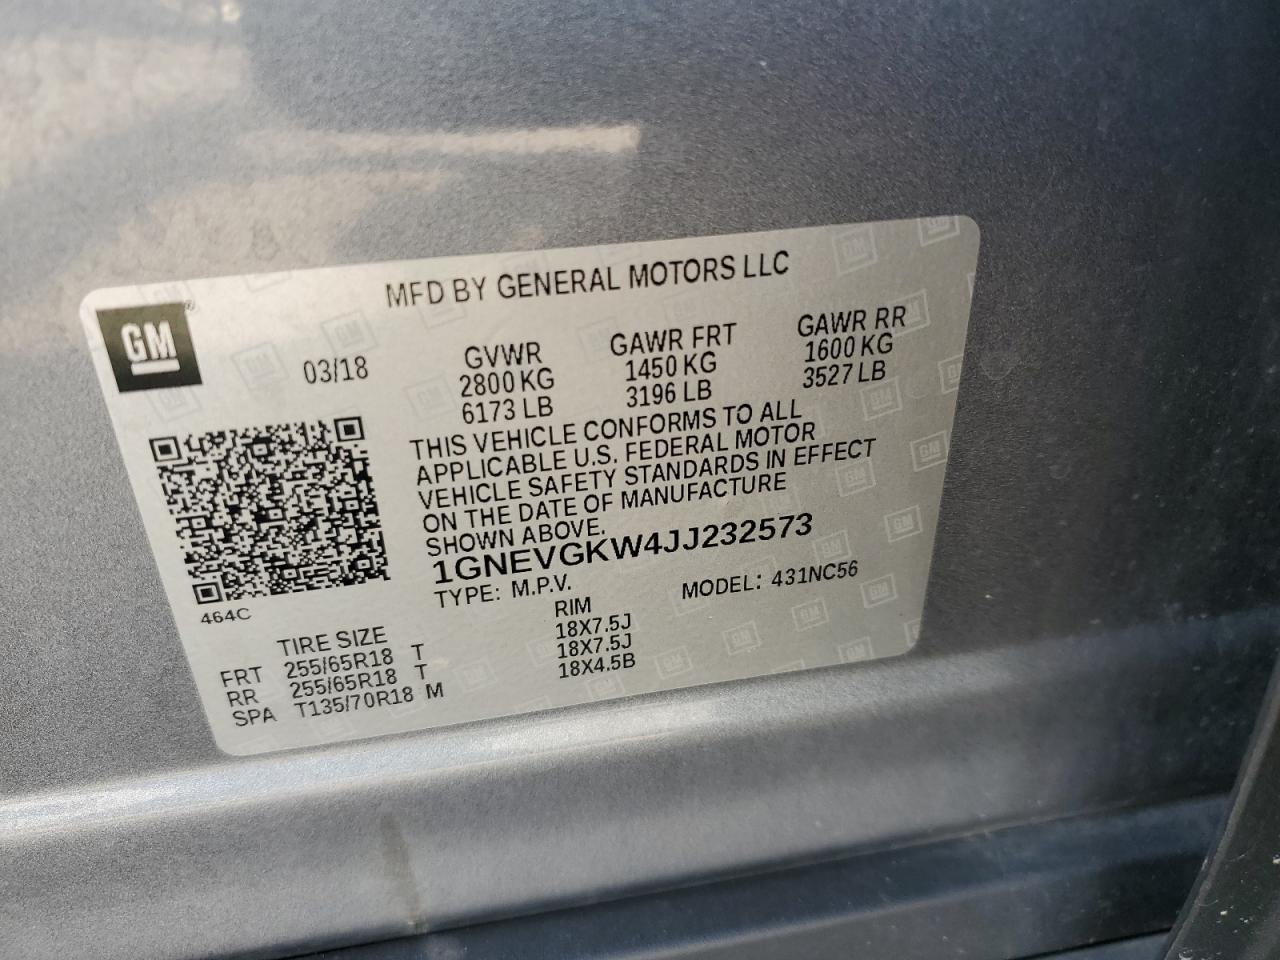 MFD BY GENERAL MOTORS LLC
GM ®
03/18
GVWR
2800 KG
6173 LB
GAWR FRT
1450 KG
3196 LB
GAWR RR
1600 KG
3527 LB
THIS VEHICLE CONFORMS TO ALL
APPLICABLE U.S. FEDERAL MOTOR
VEHICLE SAFETY STANDARDS IN EFFECT
ON THE DATE OF MANUFACTURE
SHOWN ABOVE.
1GNEVGKW4JJ232573
TYPE: M.P.V. MODEL: 431NC56
464C
TIRE SIZE RIM
FRT 255/65R18 T 18X7.5J
RR 255/65R18 T 18X7.5J
SPA T135/70R18 M 18X4.5B